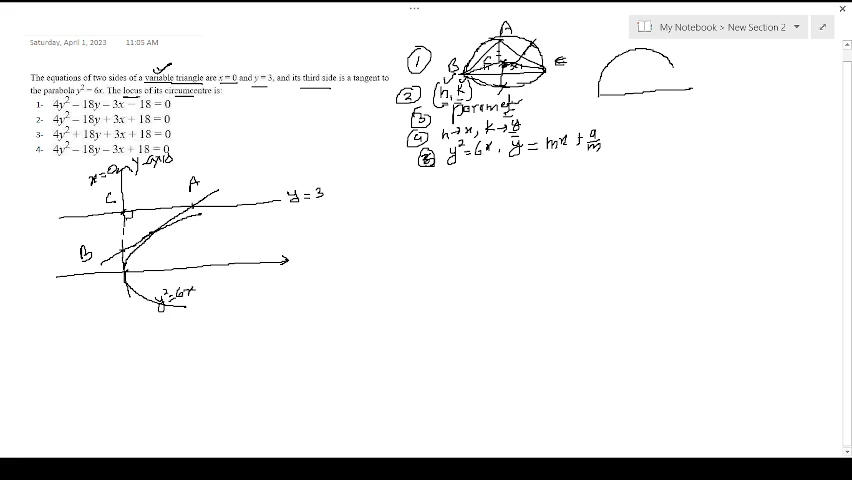 My Notebook > New Section 2
Saturday, April 1, 2023 11:05 AM
The equations of two sides of a variable triangle are x = 0 and y = 3, and its third side is a tangent to
the parabola y² = 6x. The locus of its circumcentre is:
1- 4y² − 18y − 3x − 18 = 0
2- 4y² − 18y + 3x + 18 = 0
3- 4y² + 18y + 3x + 18 = 0
4- 4y² − 18y − 3x + 18 = 0
x=0
C
A
y = 3
B
y²=6x
A
①
B
② (h, k)
③ parameter
④ h→x, k→y
y² = 6x, y = mx + a/m